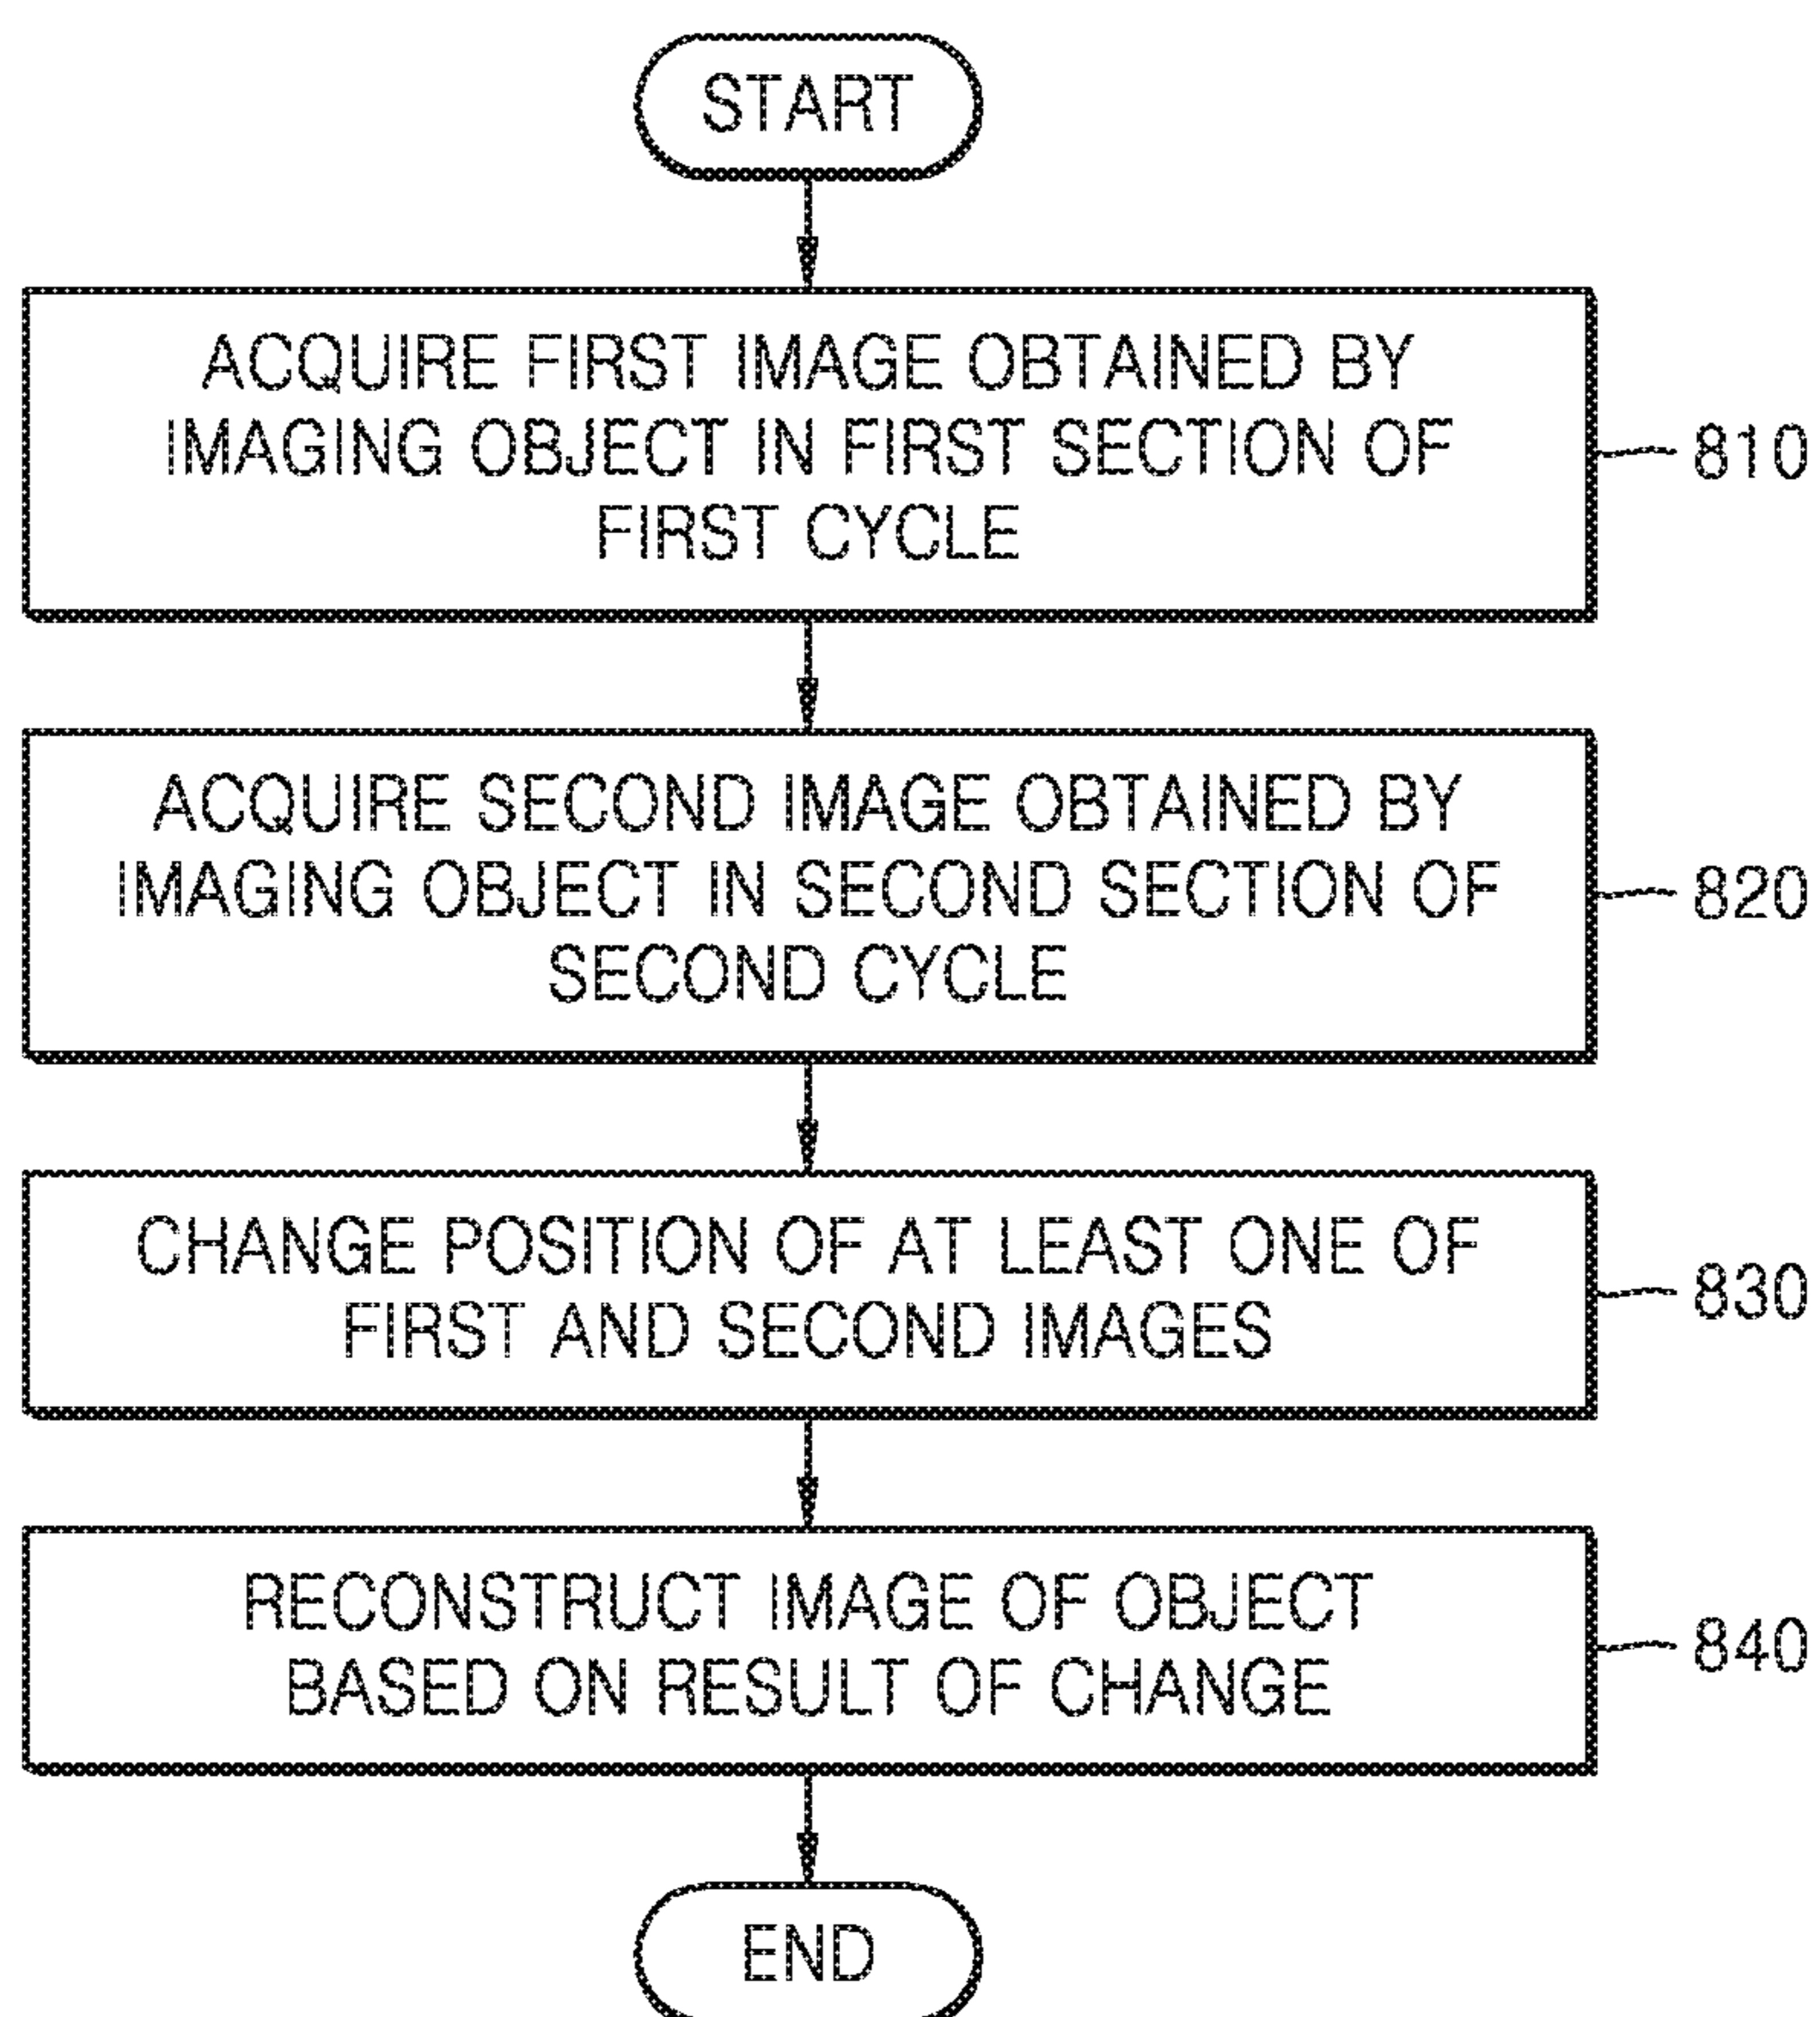 START
ACQUIRE FIRST IMAGE OBTAINED BY
IMAGING OBJECT IN FIRST SECTION OF
FIRST CYCLE
810
ACQUIRE SECOND IMAGE OBTAINED BY
IMAGING OBJECT IN SECOND SECTION OF
SECOND CYCLE
820
CHANGE POSITION OF AT LEAST ONE OF
FIRST AND SECOND IMAGES
830
RECONSTRUCT IMAGE OF OBJECT
BASED ON RESULT OF CHANGE
840
END